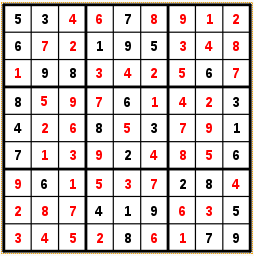 5 3 4 6 7 8 9 1 2
6 7 2 1 9 5 3 4 8
1 9 8 3 4 2 5 6 7
8 5 9 7 6 1 4 2 3
4 2 6 8 5 3 7 9 1
7 1 3 9 2 4 8 5 6
9 6 1 5 3 7 2 8 4
2 8 7 4 1 9 6 3 5
3 4 5 2 8 6 1 7 9